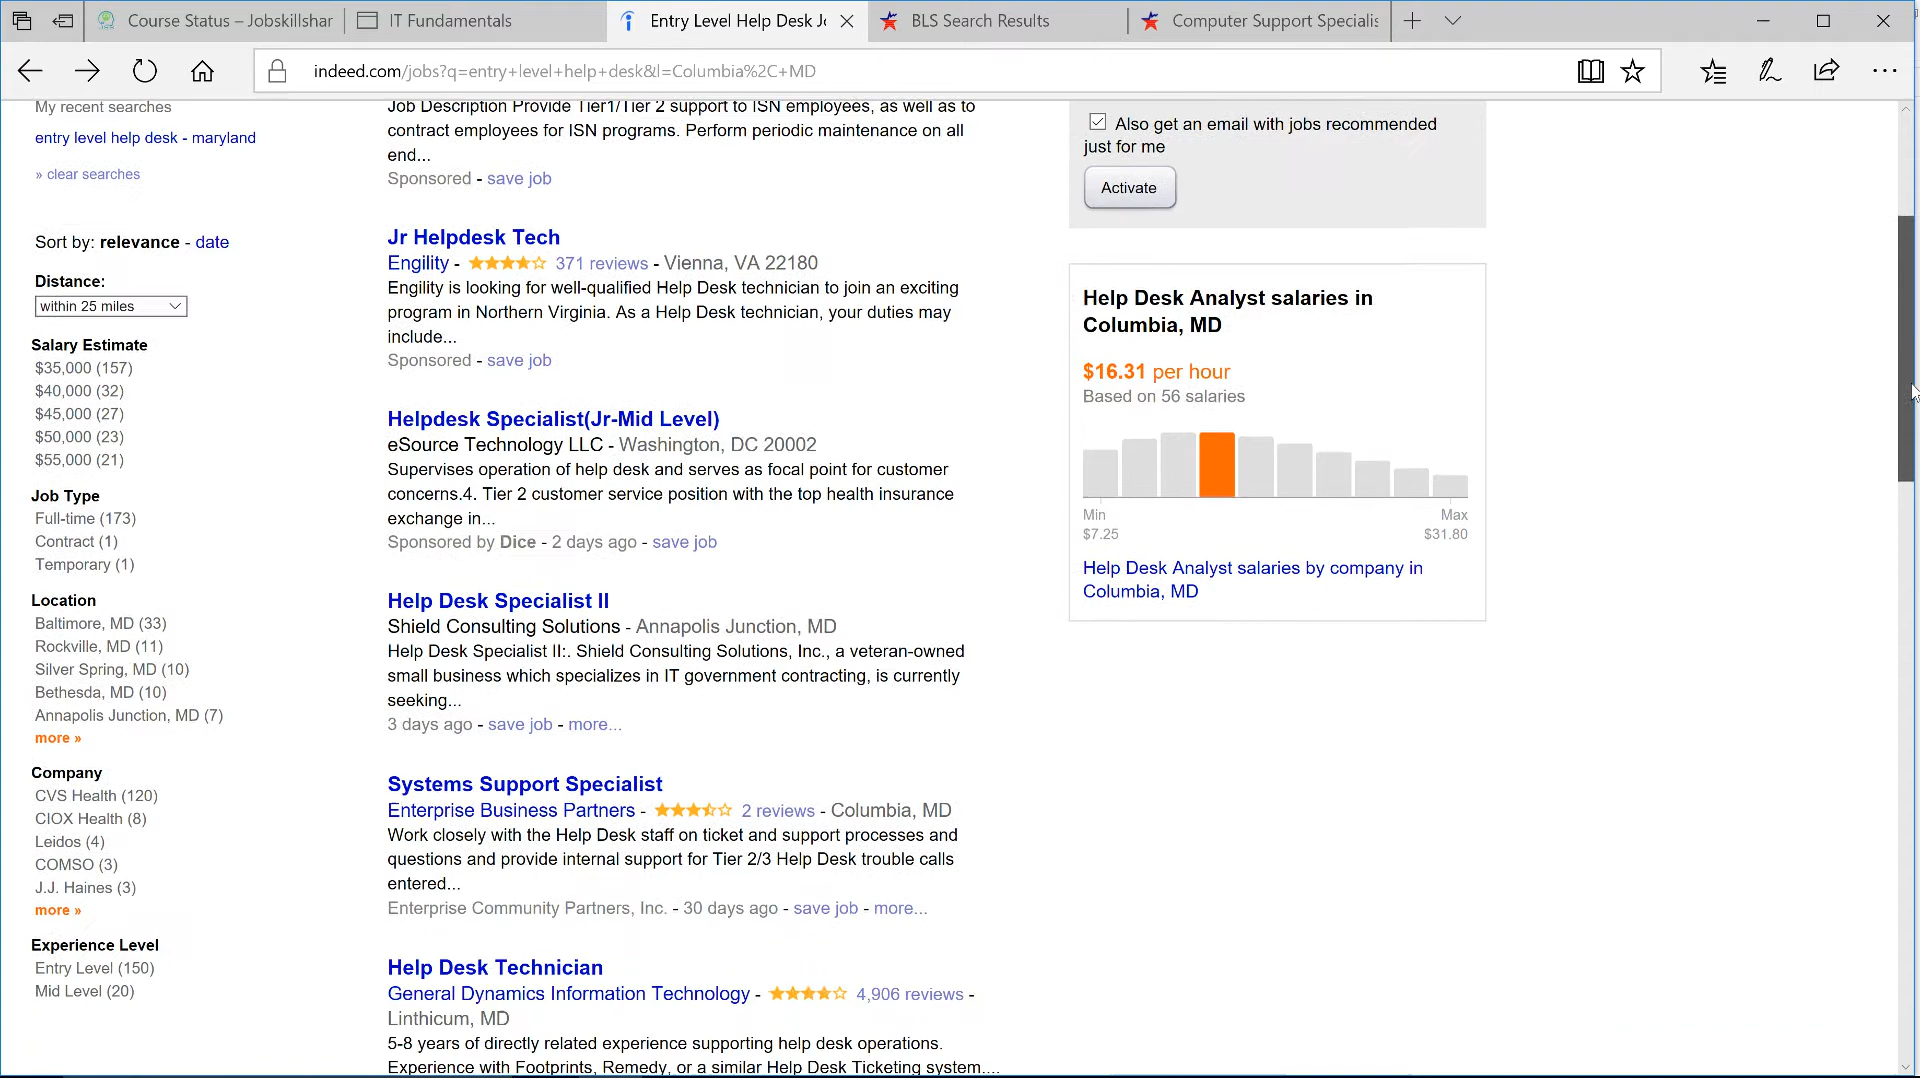 Course Status – Jobskillshar
IT Fundamentals
Entry Level Help Desk Jo
BLS Search Results
Computer Support Specialis
indeed.com/jobs?q=entry+level+help+desk&l=Columbia%2C+MD
My recent searches
entry level help desk - maryland
» clear searches
Sort by: relevance - date
Distance:
within 25 miles
Salary Estimate
$35,000 (157)
$40,000 (32)
$45,000 (27)
$50,000 (23)
$55,000 (21)
Job Type
Full-time (173)
Contract (1)
Temporary (1)
Location
Baltimore, MD (33)
Rockville, MD (11)
Silver Spring, MD (10)
Bethesda, MD (10)
Annapolis Junction, MD (7)
more »
Company
CVS Health (120)
CIOX Health (8)
Leidos (4)
COMSO (3)
J.J. Haines (3)
more »
Experience Level
Entry Level (150)
Mid Level (20)
Job Description Provide Tier1/Tier 2 support to ISN employees, as well as to
contract employees for ISN programs. Perform periodic maintenance on all
end...
Sponsored - save job
Jr Helpdesk Tech
Engility - 371 reviews - Vienna, VA 22180
Engility is looking for well-qualified Help Desk technician to join an exciting
program in Northern Virginia. As a Help Desk technician, your duties may
include...
Sponsored - save job
Helpdesk Specialist(Jr-Mid Level)
eSource Technology LLC - Washington, DC 20002
Supervises operation of help desk and serves as focal point for customer
concerns.4. Tier 2 customer service position with the top health insurance
exchange in...
Sponsored by Dice - 2 days ago - save job
Help Desk Specialist II
Shield Consulting Solutions - Annapolis Junction, MD
Help Desk Specialist II:. Shield Consulting Solutions, Inc., a veteran-owned
small business which specializes in IT government contracting, is currently
seeking...
3 days ago - save job - more...
Systems Support Specialist
Enterprise Business Partners - 2 reviews - Columbia, MD
Work closely with the Help Desk staff on ticket and support processes and
questions and provide internal support for Tier 2/3 Help Desk trouble calls
entered...
Enterprise Community Partners, Inc. - 30 days ago - save job - more...
Help Desk Technician
General Dynamics Information Technology - 4,906 reviews -
Linthicum, MD
5-8 years of directly related experience supporting help desk operations.
Experience with Footprints, Remedy, or a similar Help Desk Ticketing system....
Also get an email with jobs recommended
just for me
Activate
Help Desk Analyst salaries in
Columbia, MD
$16.31 per hour
Based on 56 salaries
Min Max
$7.25 $31.80
Help Desk Analyst salaries by company in
Columbia, MD